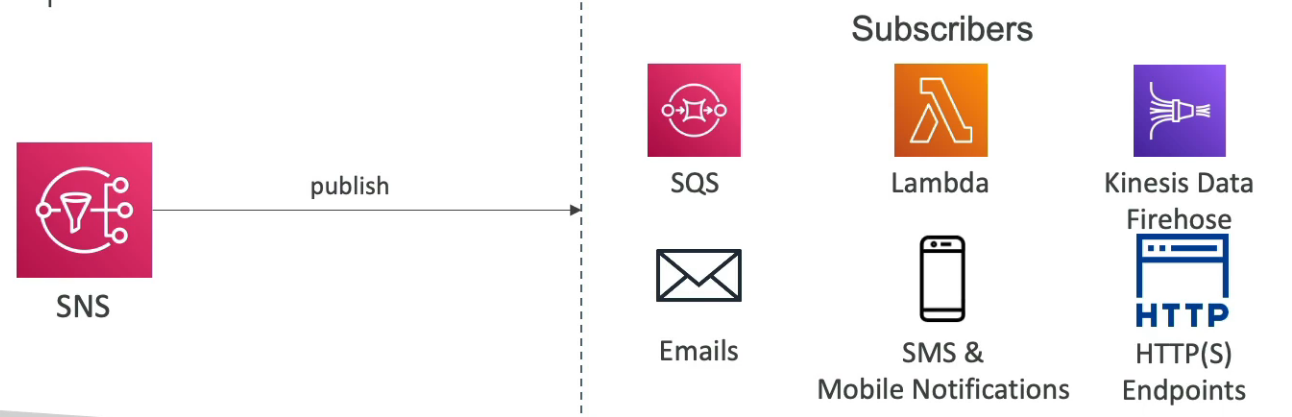 Subscribers
publish
SNS
SQS
Lambda
Kinesis Data
Firehose
HTTP
Emails
SMS &
Mobile Notifications
HTTP(S)
Endpoints